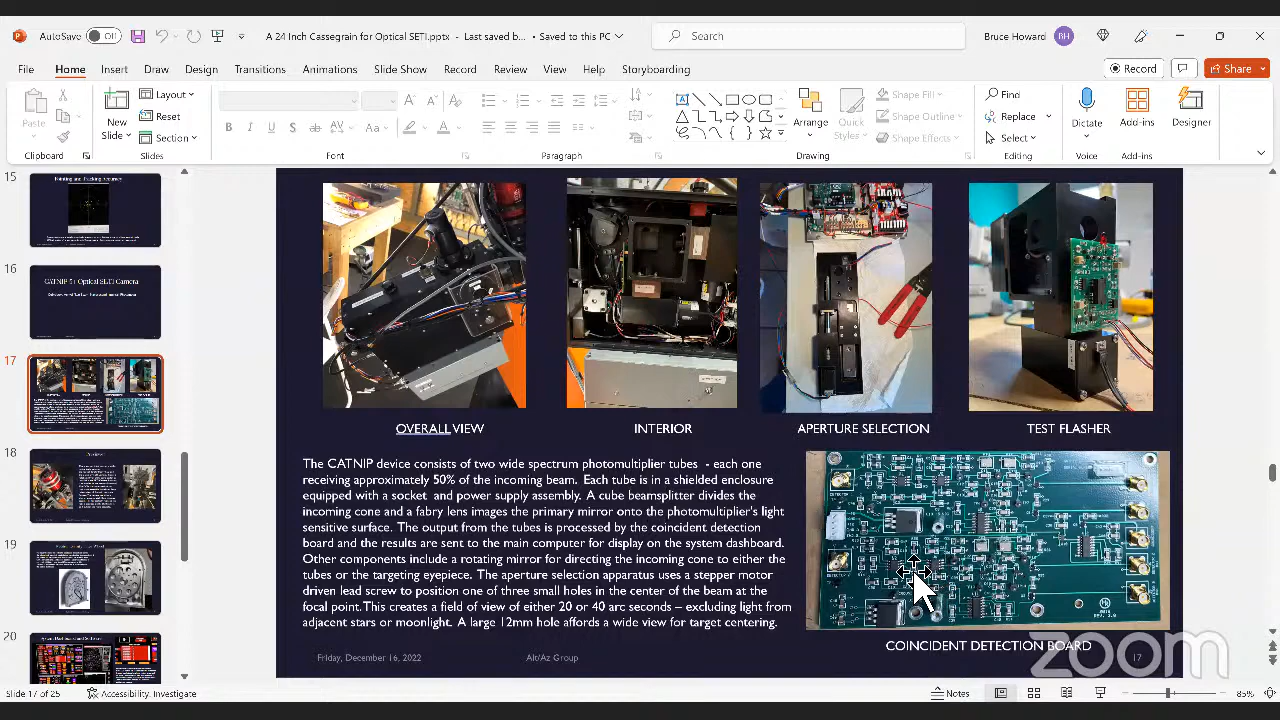 AutoSave Off A 24 Inch Cassegrain for Optical SETI.pptx - Last saved b... • Saved to this PC Search Bruce Howard BH
File Home Insert Draw Design Transitions Animations Slide Show Record Review View Help Storyboarding Record Share
Paste Clipboard
New Slide Layout Reset Section Slides
B I U S ab AV Aa A Font
Paragraph
Arrange Quick Styles Shape Fill Shape Outline Shape Effects Drawing
Find Replace Select Editing
Dictate Voice
Add-ins Add-ins
Designer
15
Pointing and Tracking Accuracy
16
CATNIP 51 Optical SETI Camera
17
18
19
20
System Dashboard and Software
OVERALL VIEW INTERIOR APERTURE SELECTION TEST FLASHER
The CATNIP device consists of two wide spectrum photomultiplier tubes - each one
receiving approximately 50% of the incoming beam. Each tube is in a shielded enclosure
equipped with a socket and power supply assembly. A cube beamsplitter divides the
incoming cone and a fabry lens images the primary mirror onto the photomultiplier's light
sensitive surface. The output from the tubes is processed by the coincident detection
board and the results are sent to the main computer for display on the system dashboard.
Other components include a rotating mirror for directing the incoming cone to either the
tubes or the targeting eyepiece. The aperture selection apparatus uses a stepper motor
driven lead screw to position one of three small holes in the center of the beam at the
focal point.This creates a field of view of either 20 or 40 arc seconds – excluding light from
adjacent stars or moonlight. A large 12mm hole affords a wide view for target centering.
COINCIDENT DETECTION BOARD
Friday, December 16, 2022 Alt/Az Group 17
zoom
Slide 17 of 25 Accessibility: Investigate Notes 85%